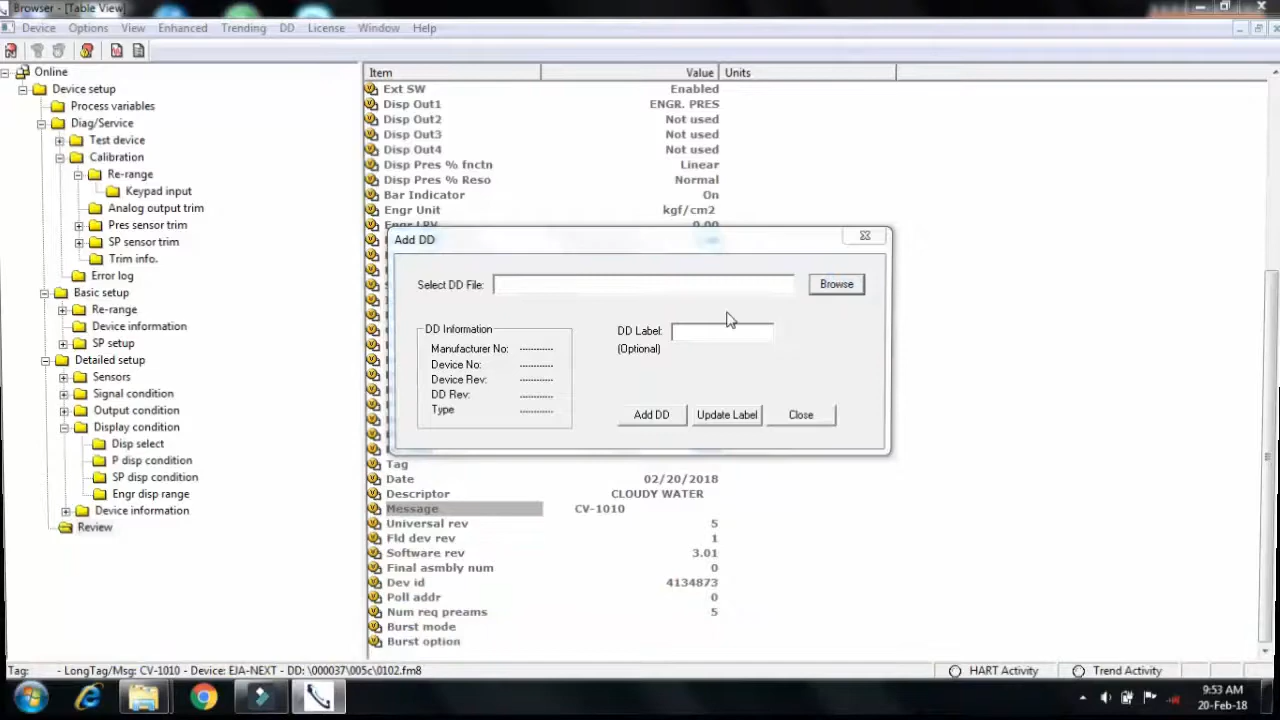 Browser - [Table View]
Device Options View Enhanced Trending DD License Window Help
Online
Device setup
Process variables
Diag/Service
Test device
Calibration
Re-range
Keypad input
Analog output trim
Pres sensor trim
SP sensor trim
Trim info.
Error log
Basic setup
Re-range
Device information
SP setup
Detailed setup
Sensors
Signal condition
Output condition
Display condition
Disp select
P disp condition
SP disp condition
Engr disp range
Device information
Review
Item Value Units
Ext SW Enabled
Disp Out1 ENGR. PRES
Disp Out2 Not used
Disp Out3 Not used
Disp Out4 Not used
Disp Pres % fnctn Linear
Disp Pres % Reso Normal
Bar Indicator On
Engr Unit kgf/cm2
Engr LRV 0.00
Add DD
Select DD File: Browse
DD Information
Manufacturer No: -----------
Device No: -----------
Device Rev: -----------
DD Rev: -----------
Type -----------
DD Label:
(Optional)
Add DD Update Label Close
Tag
Date 02/20/2018
Descriptor CLOUDY WATER
Message CV-1010
Universal rev 5
Fld dev rev 1
Software rev 3.01
Final asmbly num 0
Dev id 4134873
Poll addr 0
Num req preams 5
Burst mode
Burst option
Tag: - LongTag/Msg: CV-1010 - Device: EJA-NEXT - DD: \000037\005c\0102.fm8
HART Activity Trend Activity
9:53 AM
20-Feb-18